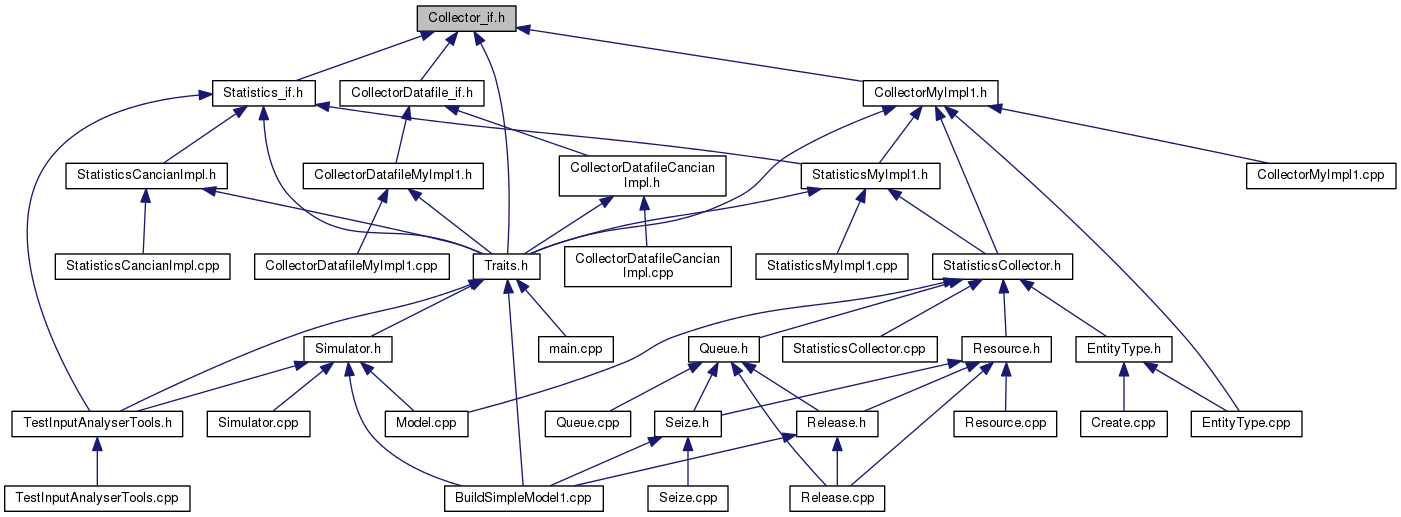 Collector_if.h
Statistics_if.h
CollectorDatafile_if.h
CollectorMyImpl1.h
StatisticsCancianImpl.h
CollectorDatafileMyImpl1.h
CollectorDatafileCancian
Impl.h
StatisticsMyImpl1.h
CollectorMyImpl1.cpp
StatisticsCancianImpl.cpp
CollectorDatafileMyImpl1.cpp
Traits.h
CollectorDatafileCancian
Impl.cpp
StatisticsMyImpl1.cpp
StatisticsCollector.h
Simulator.h
main.cpp
Queue.h
StatisticsCollector.cpp
Resource.h
EntityType.h
TestInputAnalyserTools.h
Simulator.cpp
Model.cpp
Queue.cpp
Seize.h
Release.h
Resource.cpp
Create.cpp
EntityType.cpp
TestInputAnalyserTools.cpp
BuildSimpleModel1.cpp
Seize.cpp
Release.cpp